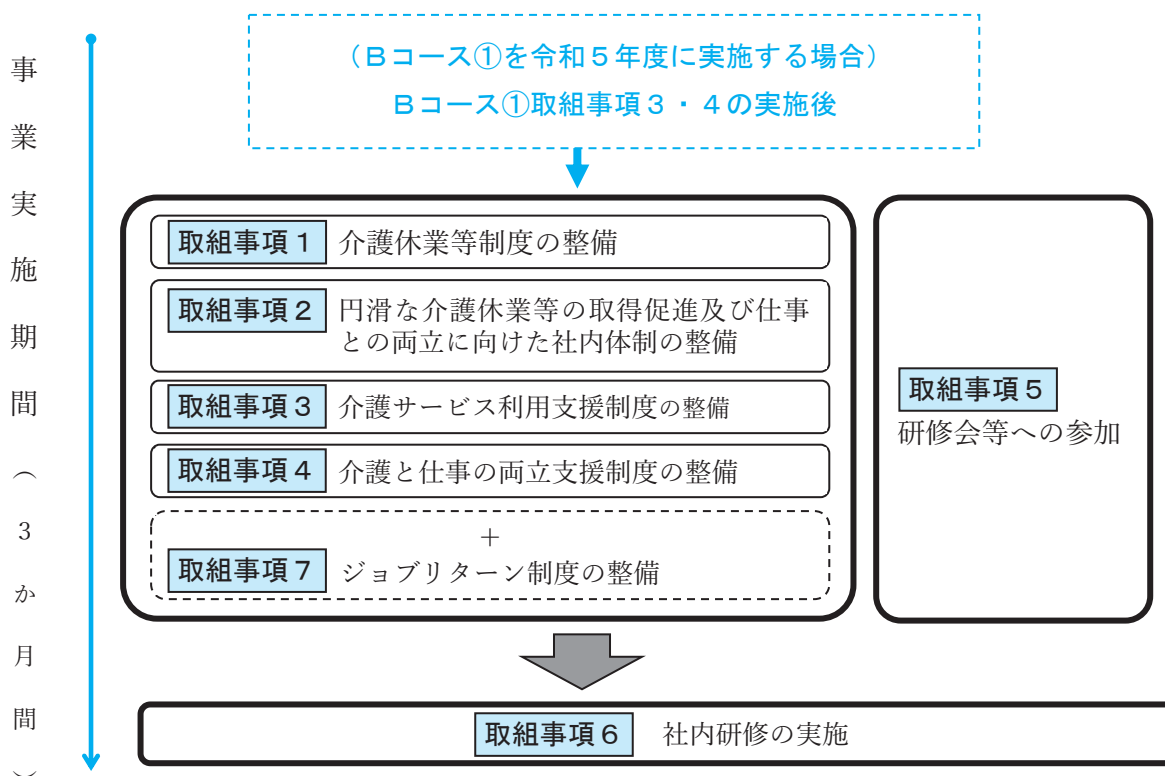 事業実施期間（3か月間）
（Bコース①を令和5年度に実施する場合）
Bコース①取組事項3・4の実施後
取組事項1 介護休業等制度の整備
取組事項2 円滑な介護休業等の取得促進及び仕事
との両立に向けた社内体制の整備
取組事項3 介護サービス利用支援制度の整備
取組事項4 介護と仕事の両立支援制度の整備
＋
取組事項7 ジョブリターン制度の整備
取組事項5
研修会等への参加
取組事項6 社内研修の実施